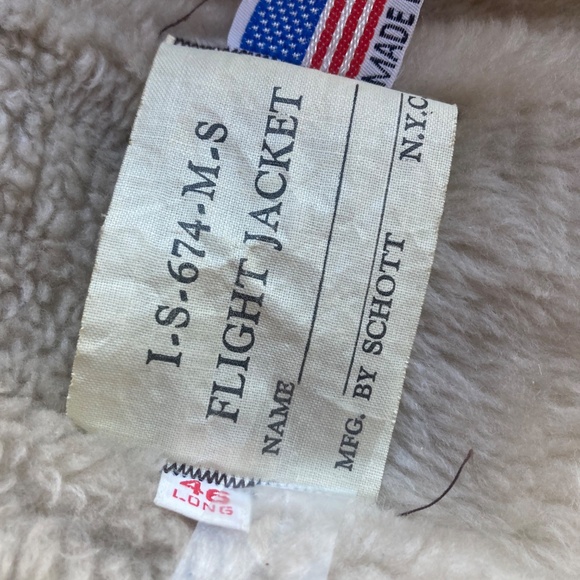 MADE
I-S-674-M-S
FLIGHT JACKET
NAME
MFG. BY SCHOTT N.Y.C
46
LONG